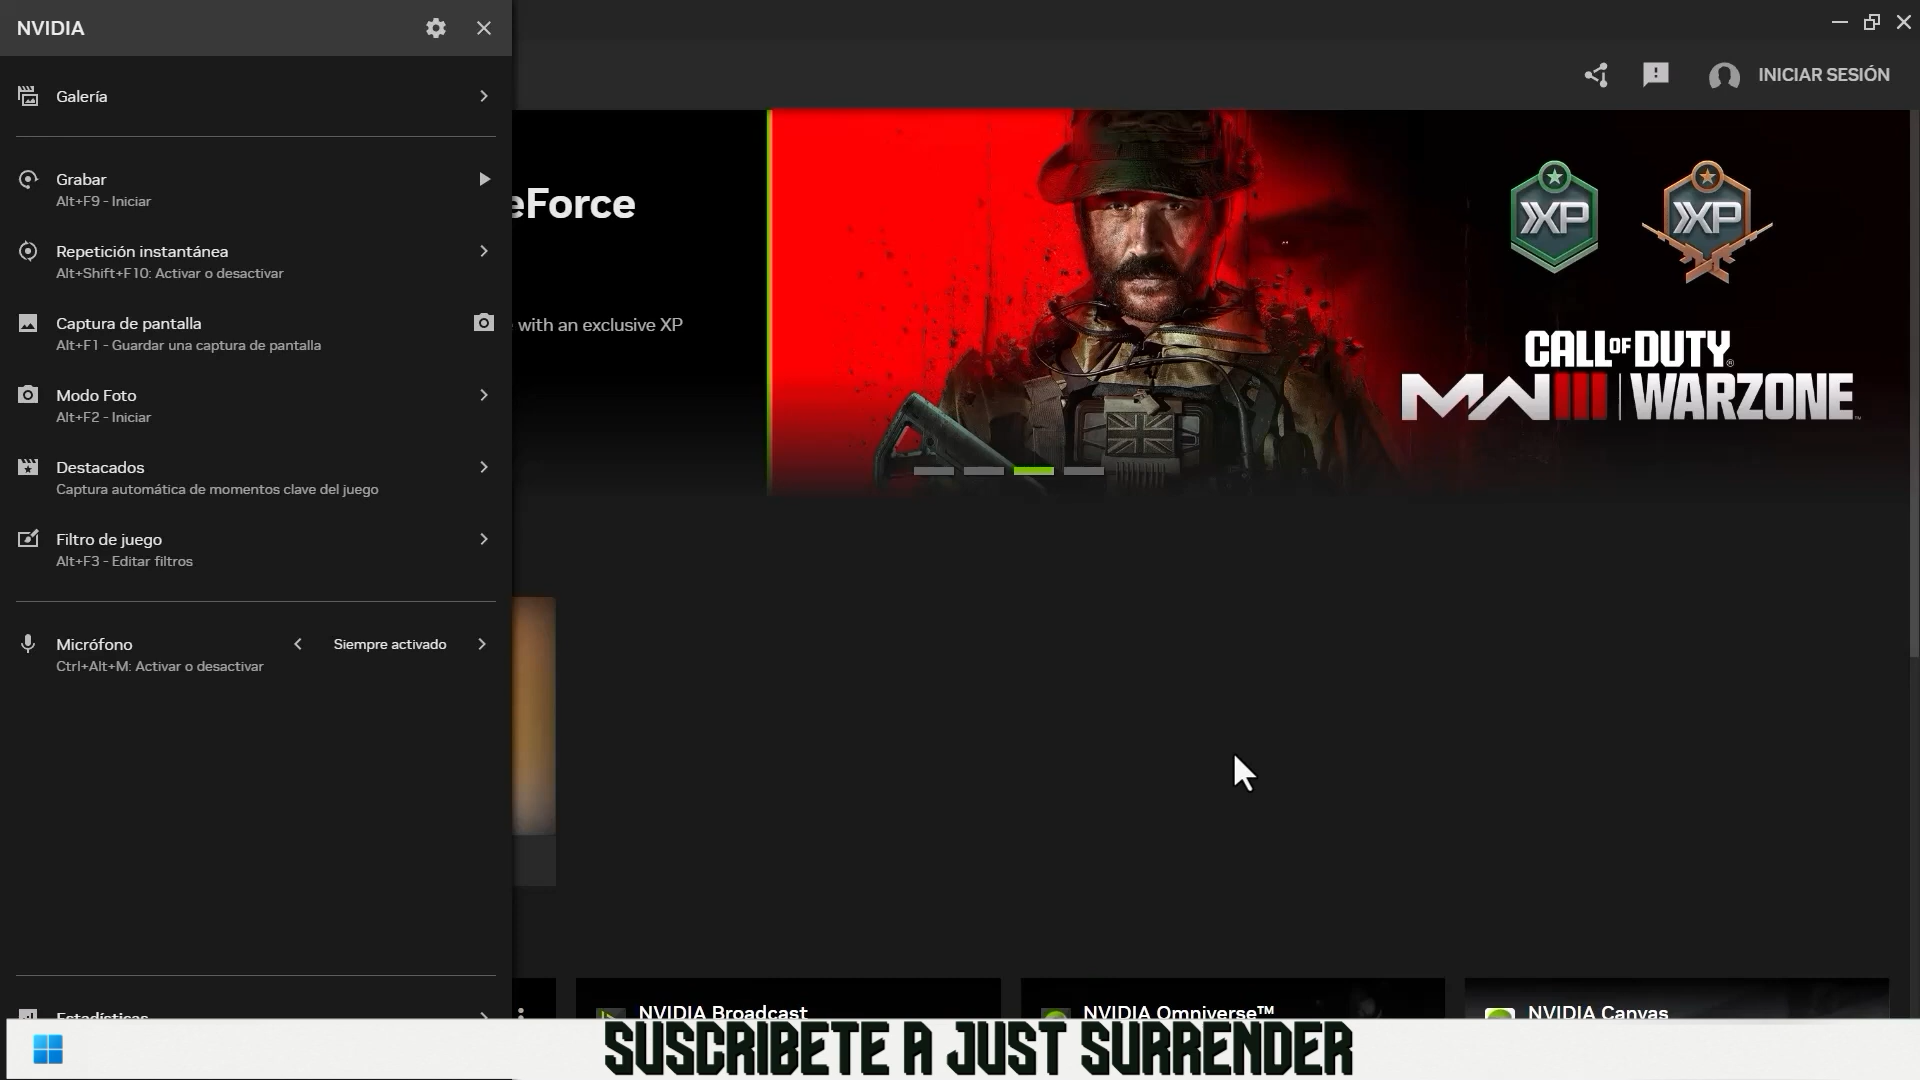 NVIDIA
INICIAR SESIÓN
Galería
Grabar
Alt+F9 - Iniciar
Repetición instantánea
Alt+Shift+F10: Activar o desactivar
Captura de pantalla
Alt+F1 - Guardar una captura de pantalla
Modo Foto
Alt+F2 - Iniciar
Destacados
Captura automática de momentos clave del juego
Filtro de juego
Alt+F3 - Editar filtros
Micrófono
Siempre activado
Ctrl+Alt+M: Activar o desactivar
Estadísticas
eForce
with an exclusive XP
XP
XP
CALL OF DUTY®
MWIII | WARZONE™
NVIDIA Broadcast
NVIDIA Omniverse™
NVIDIA Canvas
SUSCRIBETE A JUST SURRENDER